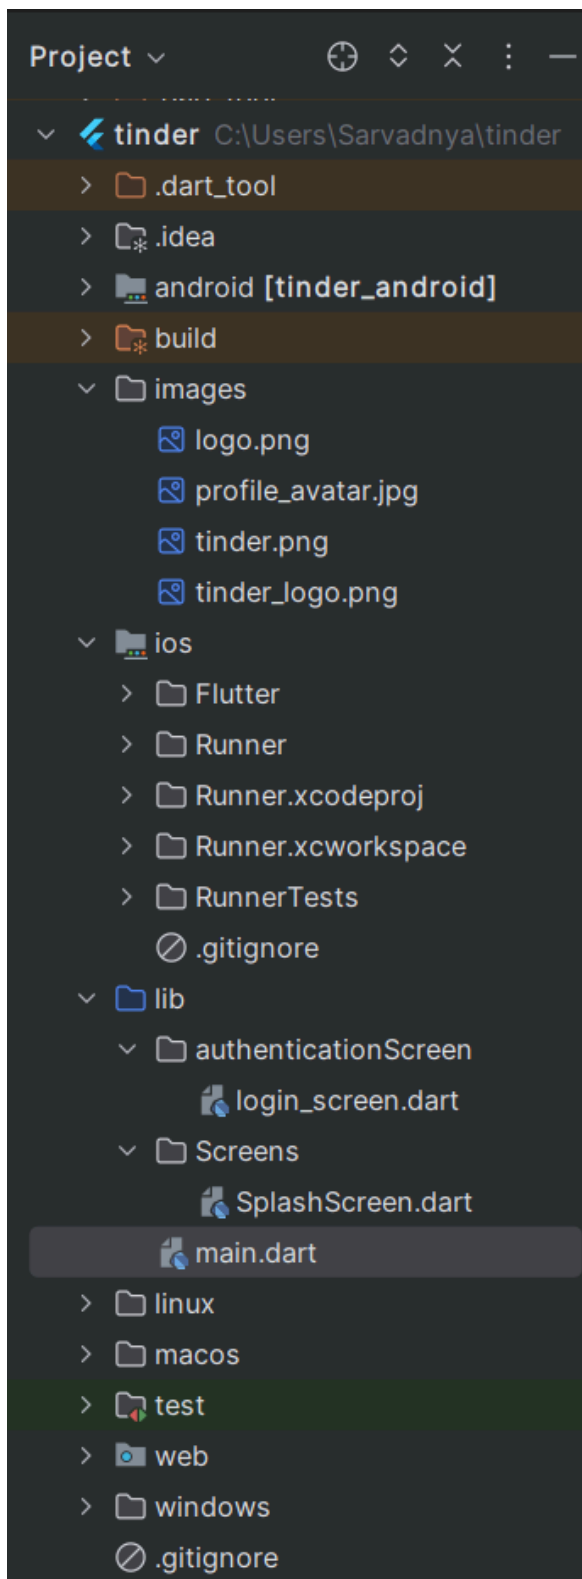 Project
tinder C:\Users\Sarvadnya\tinder
.dart_tool
.idea
android [tinder_android]
build
images
logo.png
profile_avatar.jpg
tinder.png
tinder_logo.png
ios
Flutter
Runner
Runner.xcodeproj
Runner.xcworkspace
RunnerTests
.gitignore
lib
authenticationScreen
login_screen.dart
Screens
SplashScreen.dart
main.dart
linux
macos
test
web
windows
.gitignore